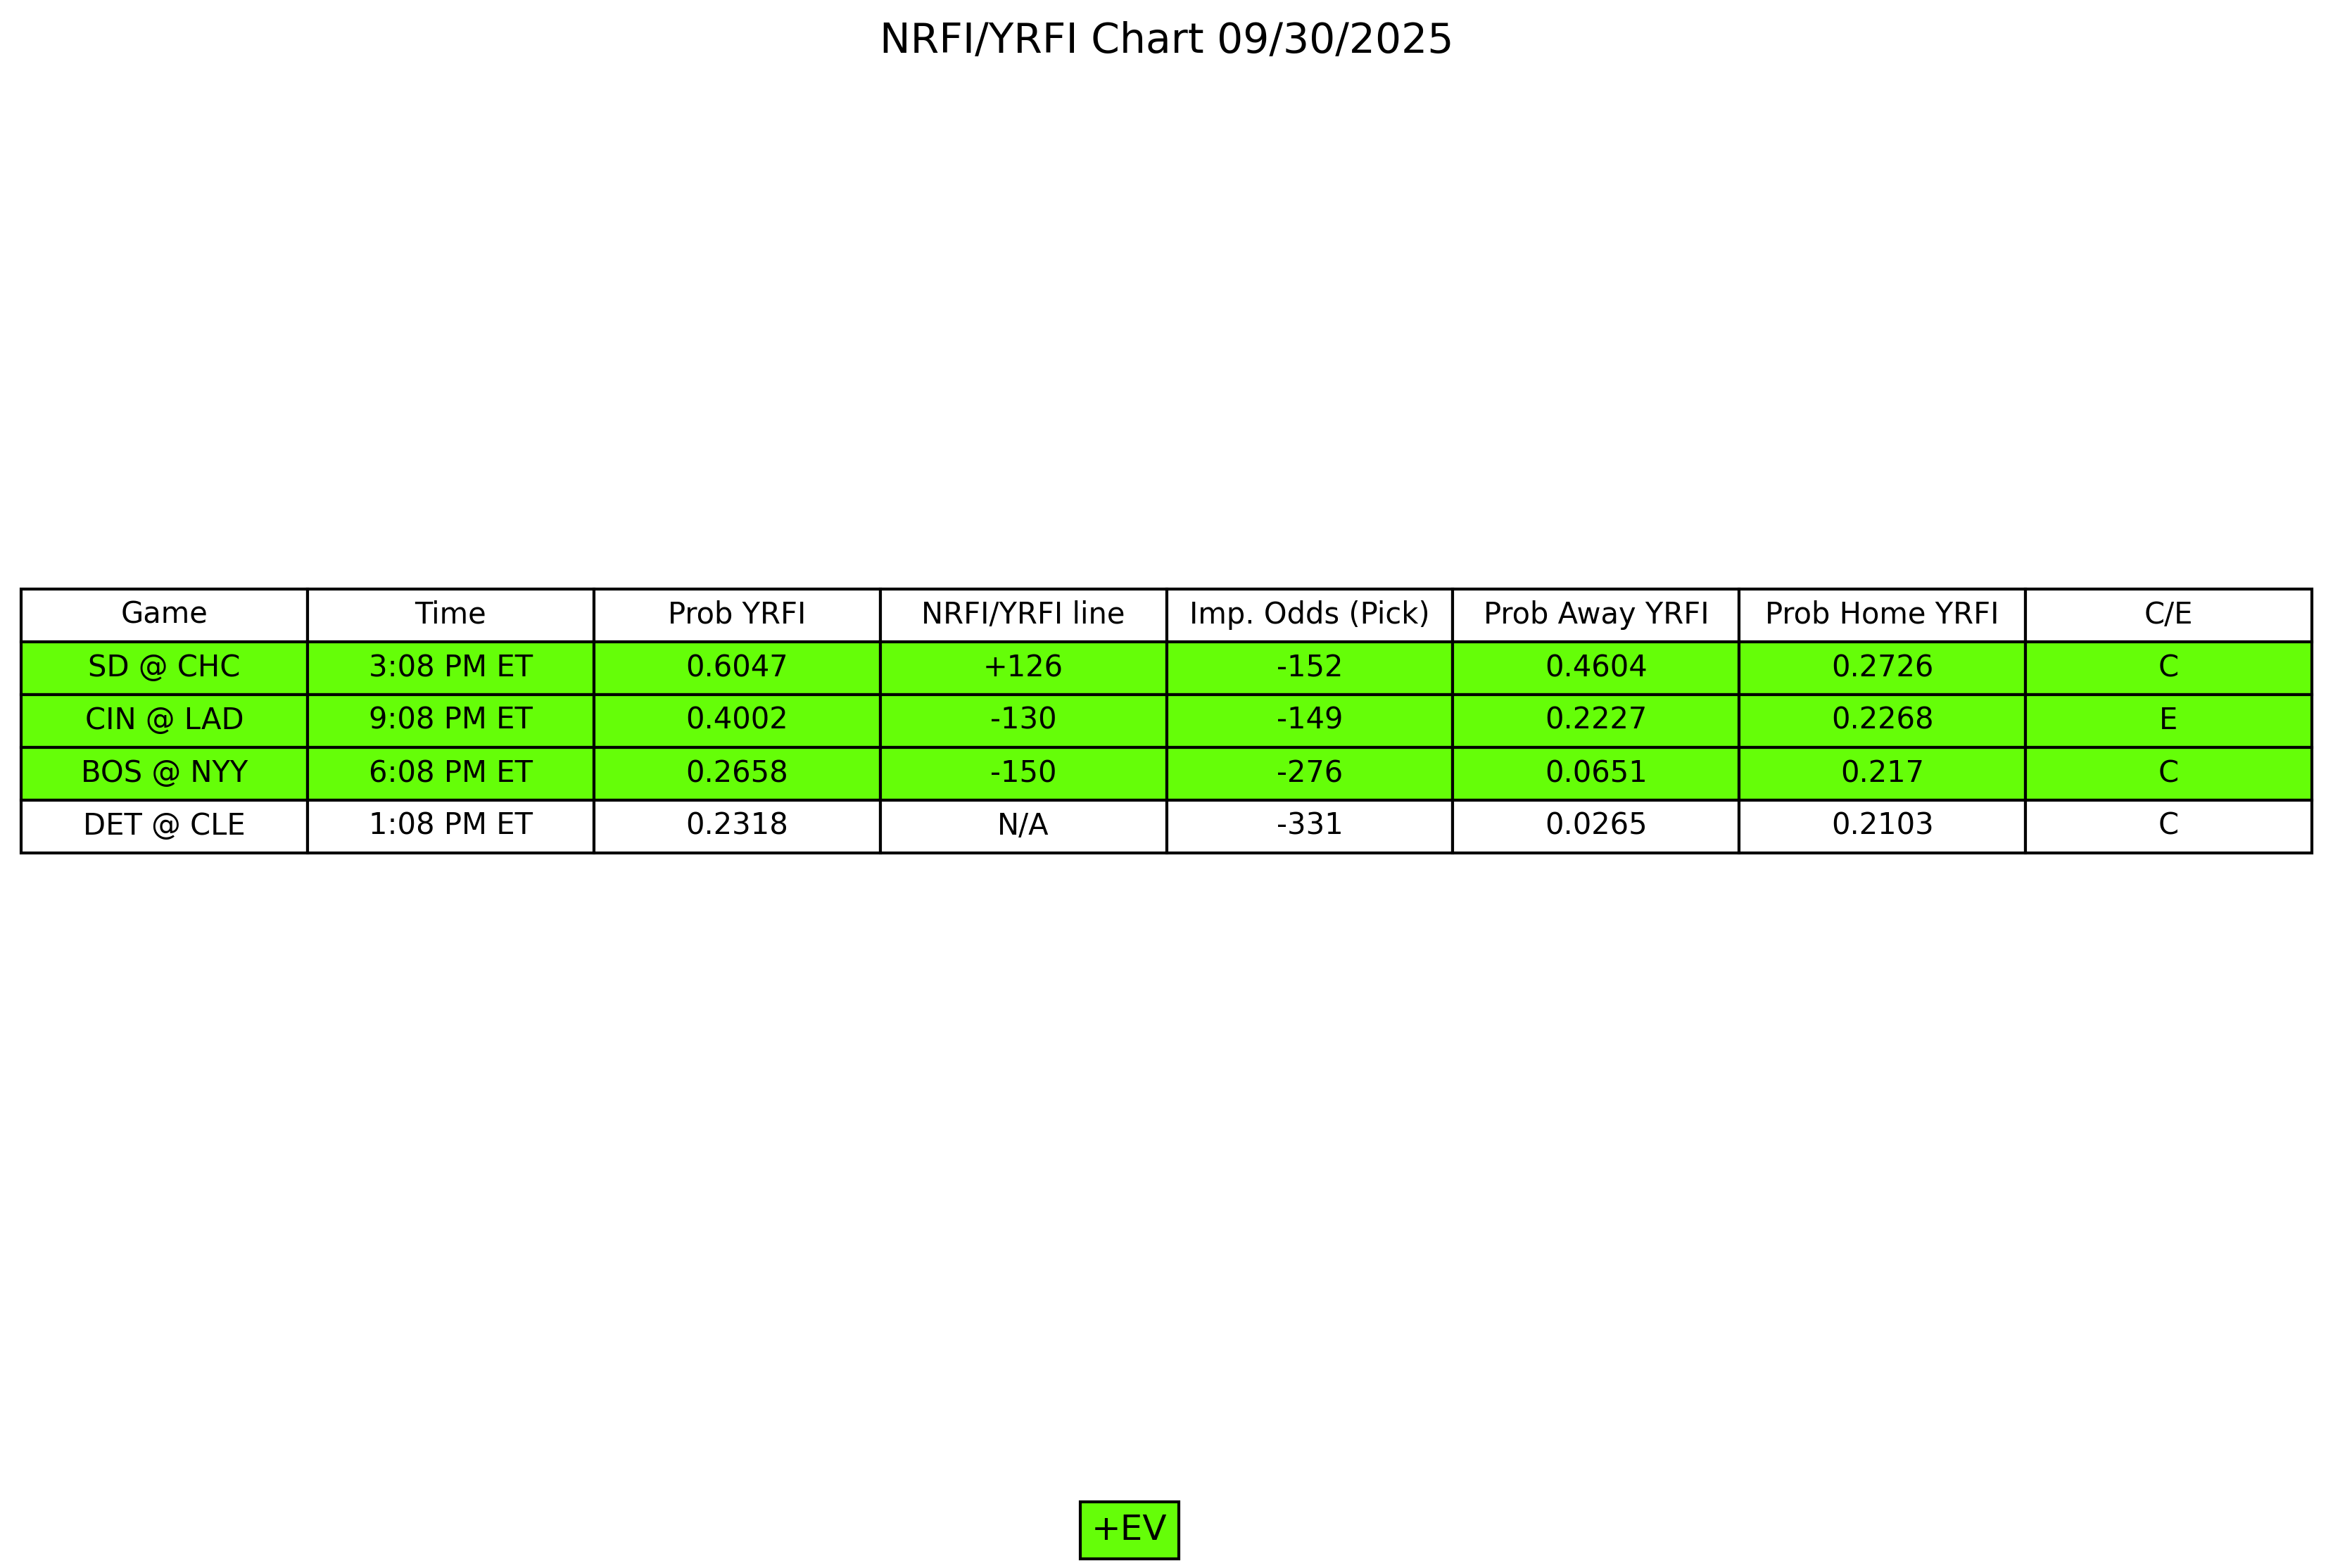 NRFI/YRFI Chart 09/30/2025
Game Time Prob YRFI NRFI/YRFI line Imp. Odds (Pick) Prob Away YRFI Prob Home YRFI C/E
SD @ CHC 3:08 PM ET 0.6047 +126 -152 0.4604 0.2726 C
CIN @ LAD 9:08 PM ET 0.4002 -130 -149 0.2227 0.2268 E
BOS @ NYY 6:08 PM ET 0.2658 -150 -276 0.0651 0.217 C
DET @ CLE 1:08 PM ET 0.2318 N/A -331 0.0265 0.2103 C
+EV